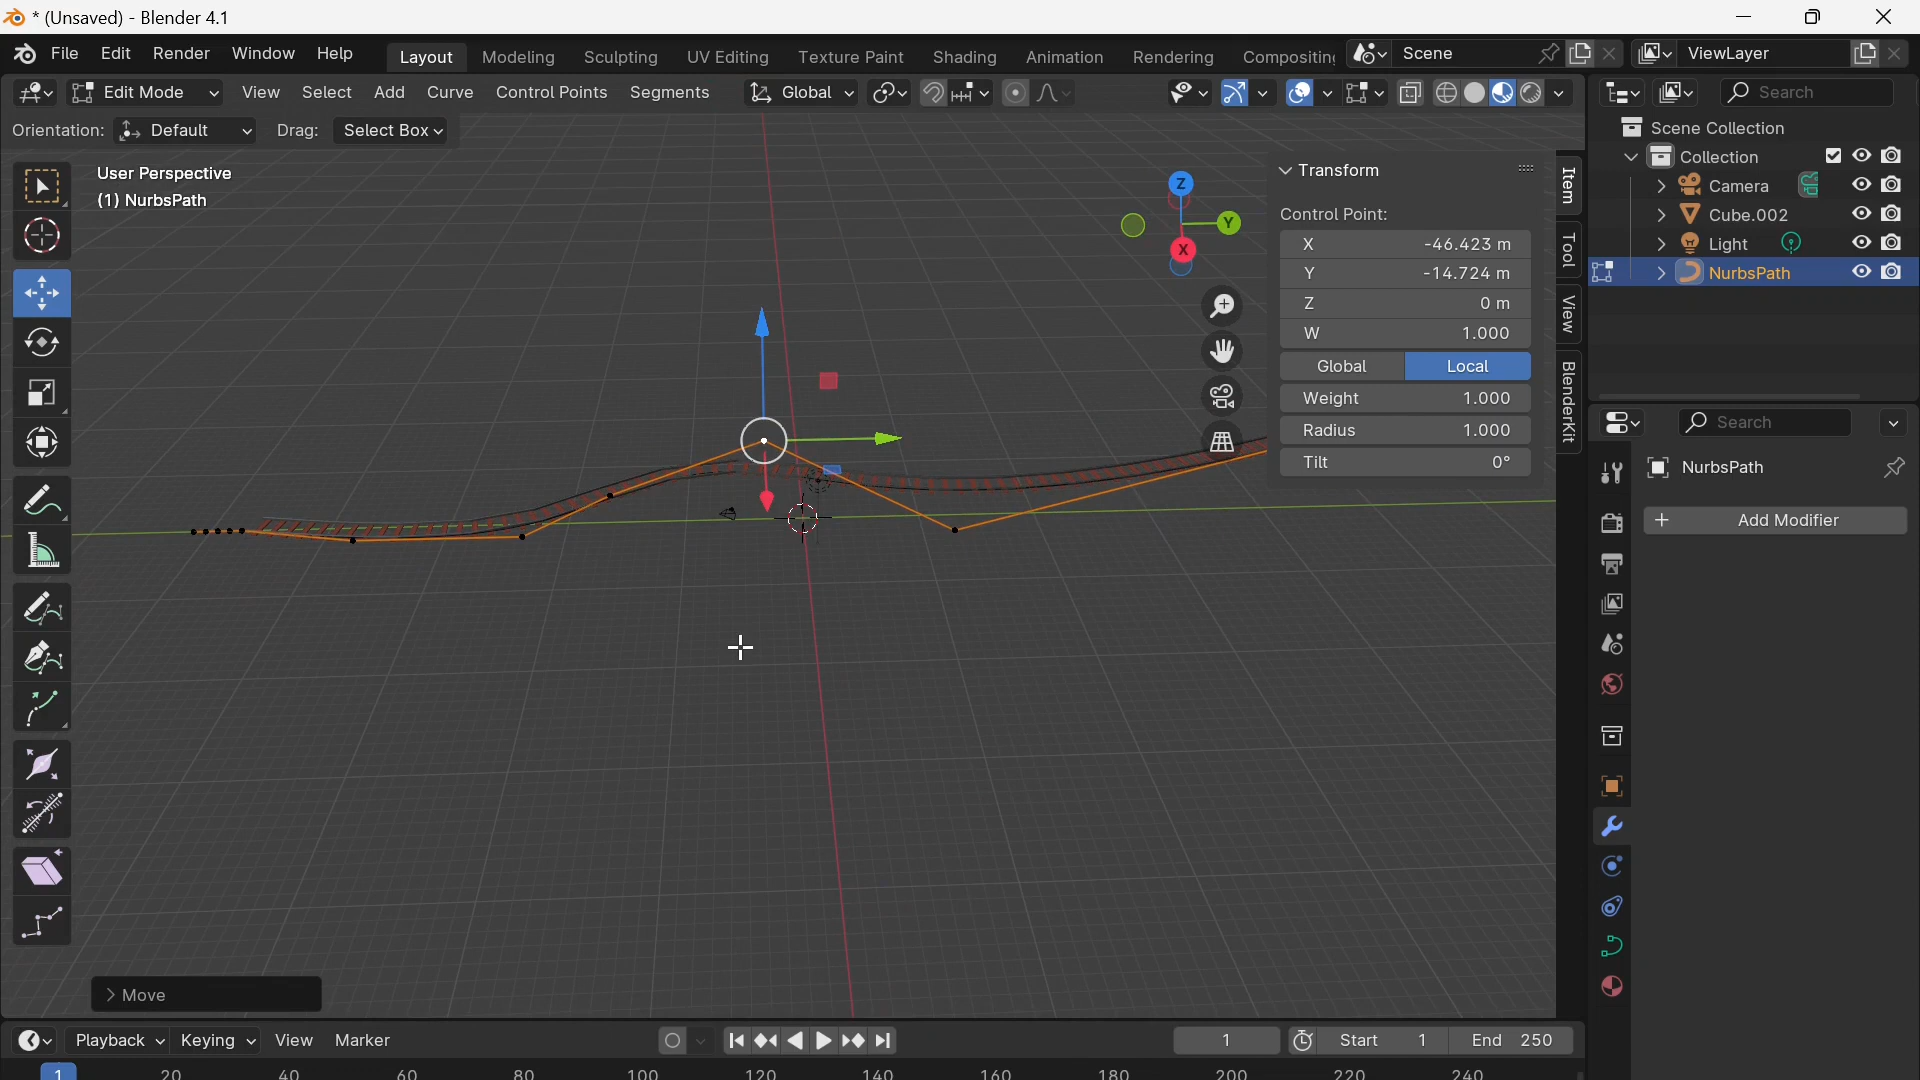 * (Unsaved) - Blender 4.1
File Edit Render Window Help Layout Modeling Sculpting UV Editing Texture Paint Shading Animation Rendering Compositing Scene ViewLayer
Edit Mode View Select Add Curve Control Points Segments Global Search
Orientation: Default Drag: Select Box
Scene Collection
Collection
Camera
Cube.002
Light
NurbsPath
User Perspective
(1) NurbsPath
Z
Y
X
Transform
Control Point:
X -46.423 m
Y -14.724 m
Z 0 m
W 1.000
Global Local
Weight 1.000
Radius 1.000
Tilt 0°
Item
Tool
View
BlenderKit
Search
NurbsPath
Add Modifier
Move
Playback Keying View Marker 1 Start 1 End 250
1 20 40 60 80 100 120 140 160 180 200 220 240